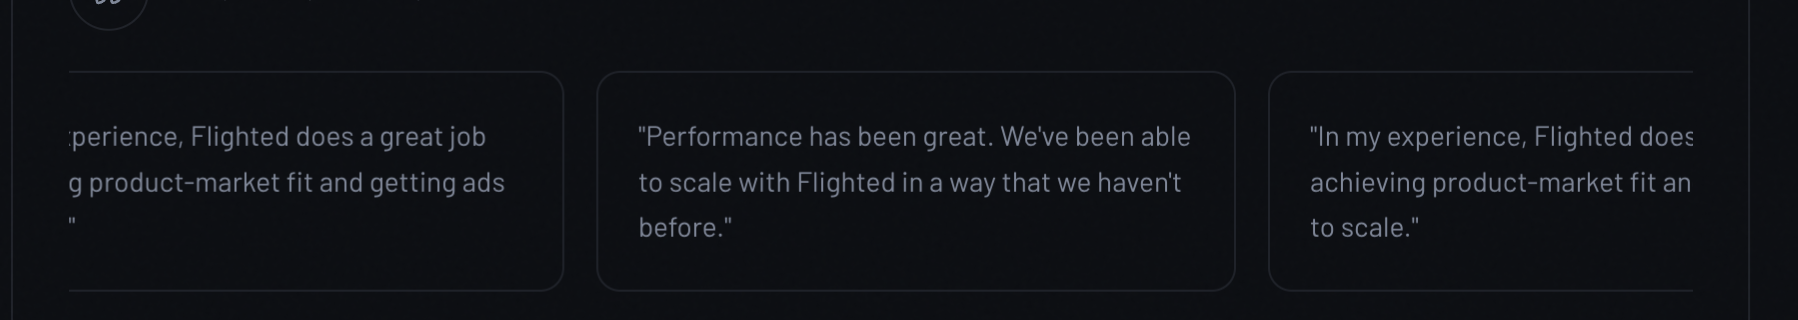 perience, Flighted does a great job
g product-market fit and getting ads
"
"Performance has been great. We've been able
to scale with Flighted in a way that we haven't
before."
"In my experience, Flighted does
achieving product-market fit an
to scale."